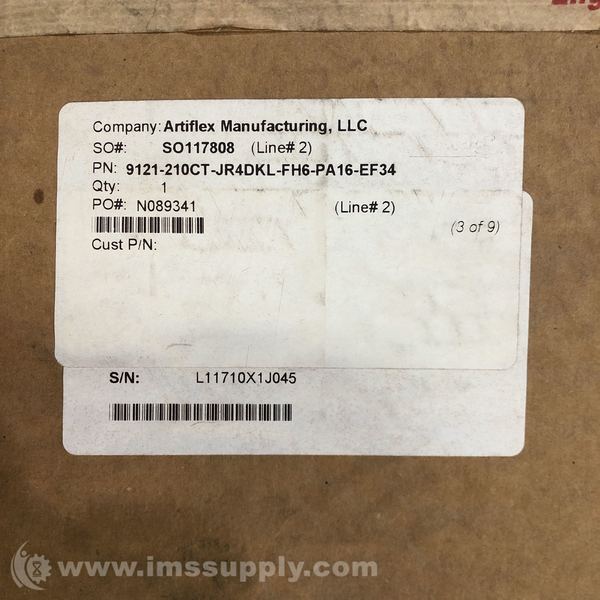 Company: Artiflex Manufacturing, LLC
SO#: SO117808 (Line# 2)
PN: 9121-210CT-JR4DKL-FH6-PA16-EF34
Qty: 1
PO#: N089341 (Line# 2)
(3 of 9)
Cust P/N:
S/N: L11710X1J045
www.imssupply.com